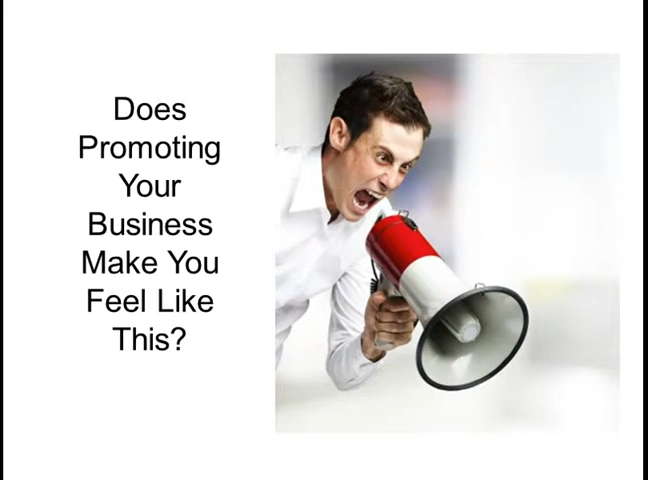 Does
Promoting
Your
Business
Make You
Feel Like
This?